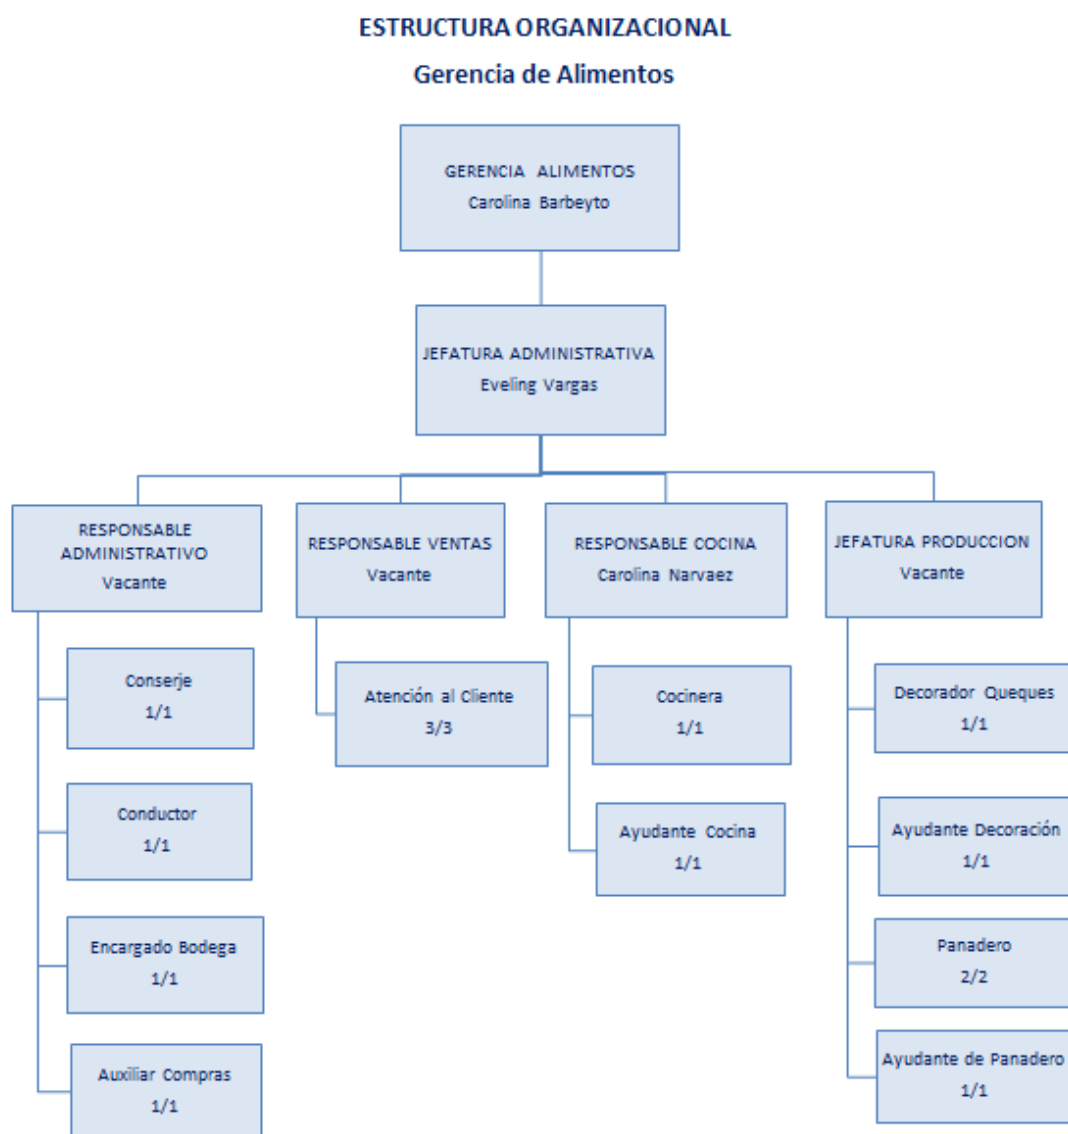 ESTRUCTURA ORGANIZACIONAL
Gerencia de Alimentos
GERENCIA ALIMENTOS
Carolina Barbeyto
JEFATURA ADMINISTRATIVA
Eveling Vargas
RESPONSABLE
ADMINISTRATIVO
Vacante
RESPONSABLE VENTAS
Vacante
RESPONSABLE COCINA
Carolina Narvaez
JEFATURA PRODUCCION
Vacante
Conserje
1/1
Conductor
1/1
Encargado Bodega
1/1
Auxiliar Compras
1/1
Atención al Cliente
3/3
Cocinera
1/1
Ayudante Cocina
1/1
Decorador Queques
1/1
Ayudante Decoración
1/1
Panadero
2/2
Ayudante de Panadero
1/1